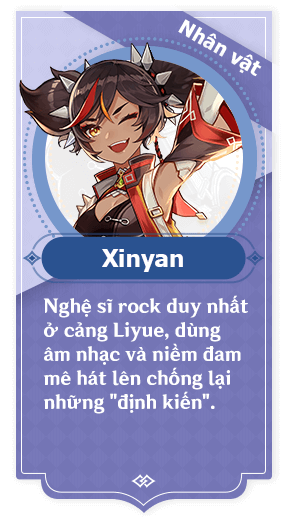 Nhân vật
Xinyan
Nghệ sĩ rock duy nhất
ở cảng Liyue, dùng
âm nhạc và niềm đam
mê hát lên chống lại
những "định kiến".